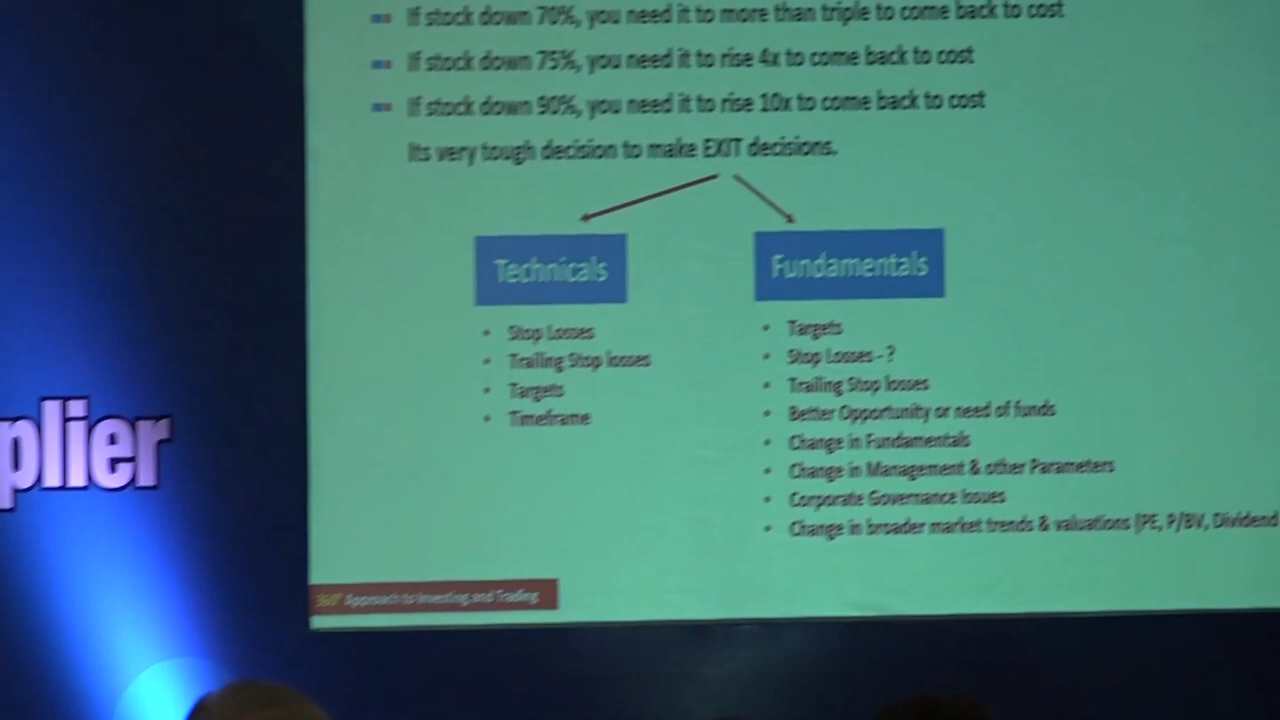 If stock down 70%, you need it to more than triple to come back to cost
If stock down 75%, you need it to rise 4x to come back to cost
If stock down 90%, you need it to rise 10x to come back to cost
Its very tough decision to make EXIT decisions.
Technicals
• Stop Losses
• Trailing Stop losses
• Targets
• Timeframe
Fundamentals
• Targets
• Stop Losses - ?
• Trailing Stop losses
• Better Opportunity or need of funds
• Change in Fundamentals
• Change in Management & other Parameters
• Corporate Governance Issues
• Change in broader market trends & valuations (PE, P/BV, Dividend
plier
360° Approach to Investing and Trading